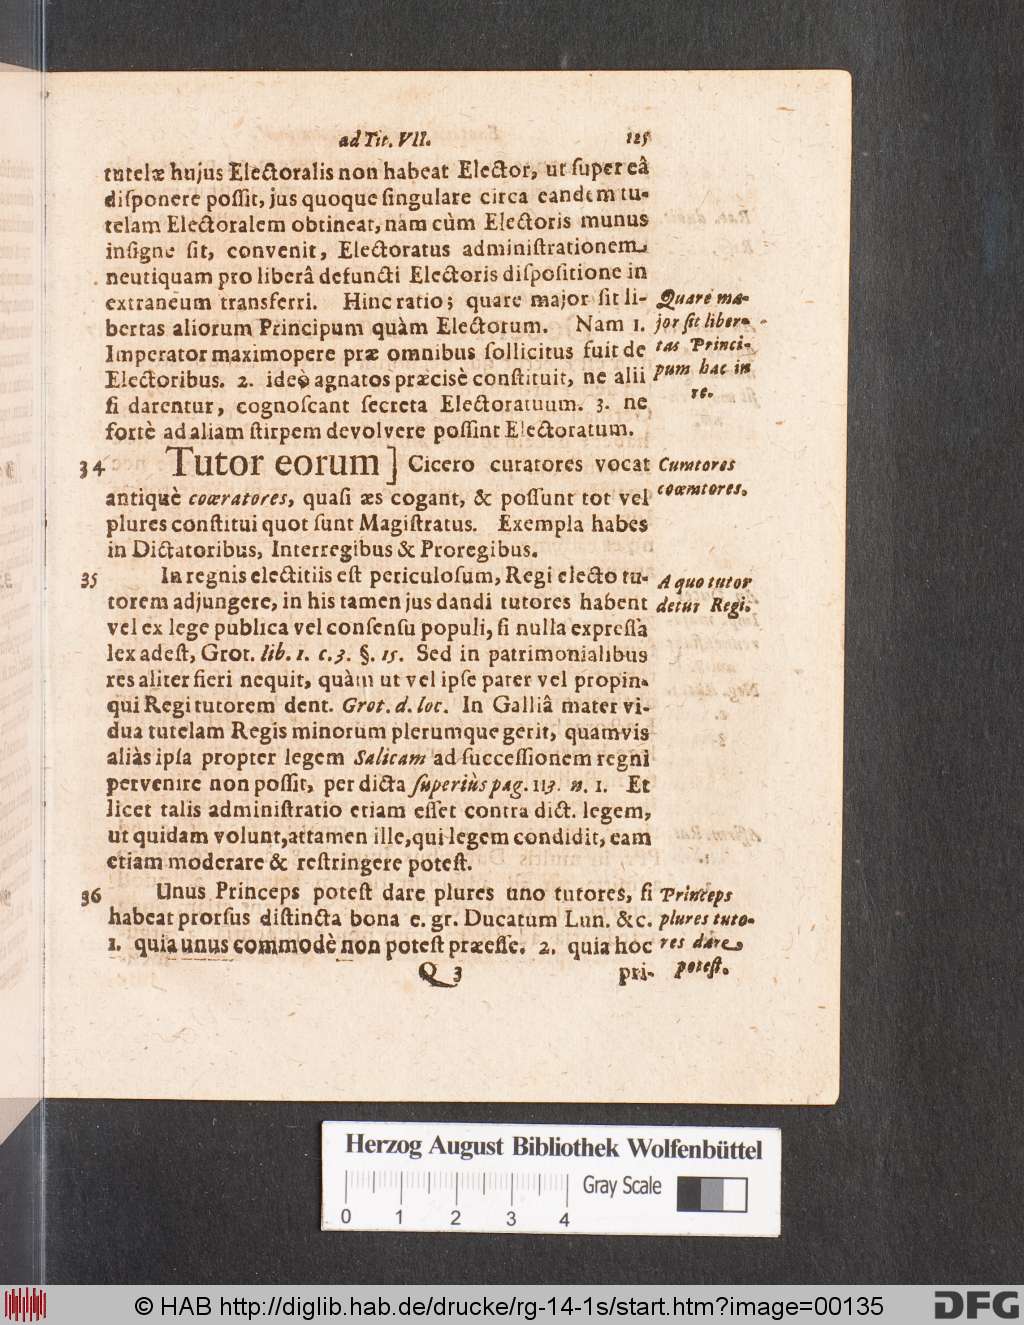 ad Tit. VII. 125
tutelæ hujus Electoralis non habeat Elector, ut ſuper eâ
diſponere poſſit, jus quoque ſingulare circa eandem tu-
telam Electoralem obtineat, nam cùm Electoris munus
inſigne ſit, convenit, Electoratus adminiſtrationem
neutiquam pro liberâ defuncti Electoris diſpoſitione in
extraneum transferri. Hinc ratio; quare major ſit li-
bertas aliorum Principum quàm Electorum. Nam 1.
Imperator maximopere præ omnibus ſollicitus fuit de
Electoribus. 2. ideò agnatos præcisè conſtituit, ne alii
ſi darentur, cognoſcant ſecreta Electoratuum. 3. ne
fortè ad aliam ſtirpem devolvere poſſint Electoratum.
Quare ma-
jor ſit liber-
tas Princi-
pum hac in
re.
34 Tutor eorum] Cicero curatores vocat
antiquè coæratores, quaſi æs cogant, & poſſunt tot vel
plures conſtitui quot ſunt Magiſtratus. Exempla habes
in Dictatoribus, Interregibus & Proregibus.
Curatores
coæratores.
35 In regnis electitiis eſt periculoſum, Regi electo tu-
torem adjungere, in his tamen jus dandi tutores habent
vel ex lege publica vel conſenſu populi, ſi nulla expreſſa
lex adeſt, Grot. lib. 1. c. 3. §. 15. Sed in patrimonialibus
res aliter fieri nequit, quàm ut vel ipſe pater vel propin-
qui Regi tutorem dent. Grot. d. loc. In Galliâ mater vi-
dua tutelam Regis minorum plerumque gerit, quamvis
aliàs ipſa propter legem Salicam ad ſucceſſionem regni
pervenire non poſſit, per dicta ſuperiùs pag. 113. n. 1. Et
licet talis adminiſtratio etiam eſſet contra dict. legem,
ut quidam volunt, attamen ille, qui legem condidit, eam
etiam moderare & reſtringere poteſt.
A quo tutor
detur Regi.
36 Unus Princeps poteſt dare plures uno tutores, ſi
habeat prorſus diſtincta bona e. gr. Ducatum Lun. &c.
1. quia unus commodè non poteſt præeſſe. 2. quia hoc
Princeps
plures tuto-
res dare
poteſt.
Q 3 pri-
Herzog August Bibliothek Wolfenbüttel
Gray Scale
0 1 2 3 4
© HAB http://diglib.hab.de/drucke/rg-14-1s/start.htm?image=00135
DFG